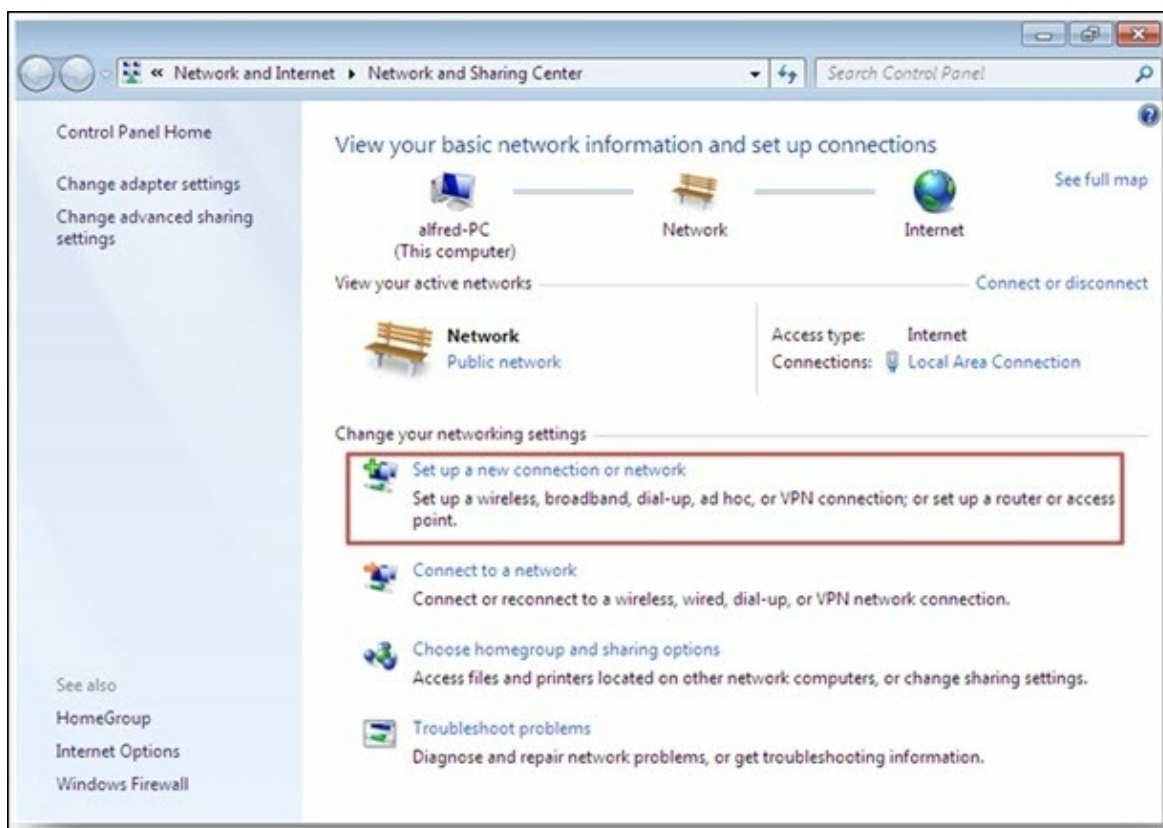 « Network and Internet ▸ Network and Sharing Center
Search Control Panel
Control Panel Home
Change adapter settings
Change advanced sharing
settings
See also
HomeGroup
Internet Options
Windows Firewall
View your basic network information and set up connections
See full map
alfred-PC
(This computer)
Network
Internet
View your active networks
Connect or disconnect
Network
Public network
Access type: Internet
Connections: Local Area Connection
Change your networking settings
Set up a new connection or network
Set up a wireless, broadband, dial-up, ad hoc, or VPN connection; or set up a router or access
point.
Connect to a network
Connect or reconnect to a wireless, wired, dial-up, or VPN network connection.
Choose homegroup and sharing options
Access files and printers located on other network computers, or change sharing settings.
Troubleshoot problems
Diagnose and repair network problems, or get troubleshooting information.